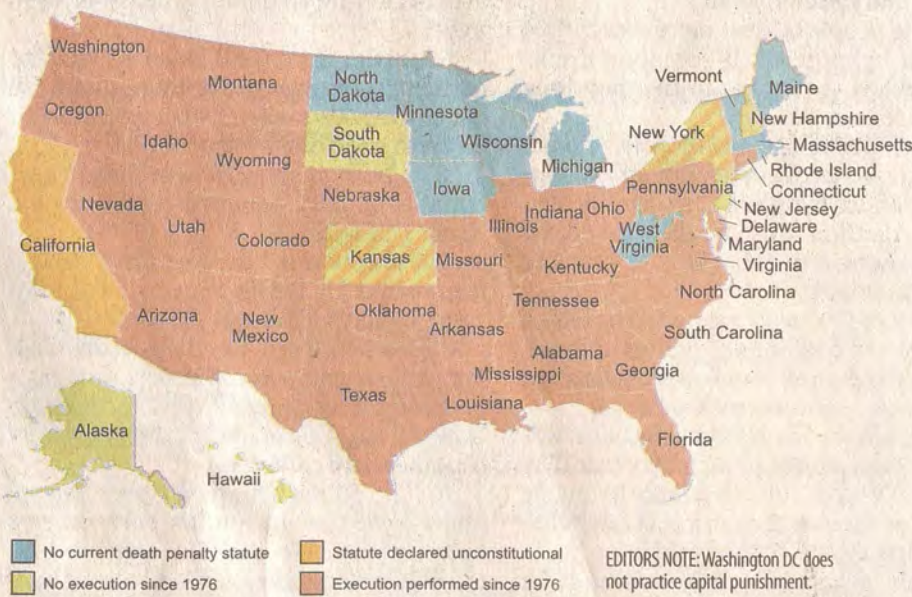 Washington
Montana
North
Dakota
Minnesota
Vermont
Maine
Oregon
Idaho
South
Dakota
Wisconsin
New York
New Hampshire
Massachusetts
Wyoming
Michigan
Rhode Island
Connecticut
Nebraska
Iowa
Pennsylvania
Nevada
Illinois
Indiana
Ohio
New Jersey
Delaware
Utah
Colorado
West
Virginia
Maryland
California
Kansas
Missouri
Kentucky
Virginia
North Carolina
Arizona
New
Mexico
Oklahoma
Arkansas
Tennessee
South Carolina
Alabama
Mississippi
Georgia
Texas
Louisiana
Alaska
Florida
Hawaii
No current death penalty statute
Statute declared unconstitutional
No execution since 1976
Execution performed since 1976
EDITORS NOTE: Washington DC does
not practice capital punishment.